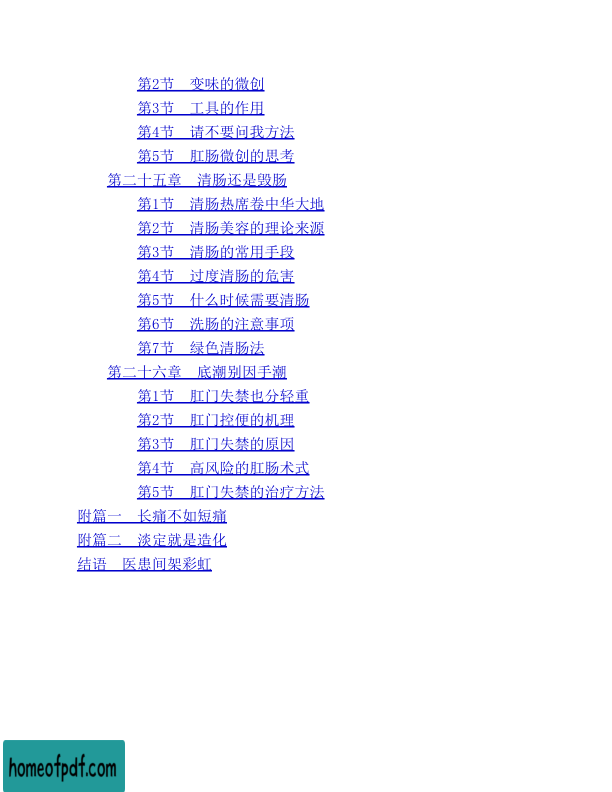 第2节　变味的微创
第3节　工具的作用
第4节　请不要问我方法
第5节　肛肠微创的思考
第二十五章　清肠还是毁肠
第1节　清肠热席卷中华大地
第2节　清肠美容的理论来源
第3节　清肠的常用手段
第4节　过度清肠的危害
第5节　什么时候需要清肠
第6节　洗肠的注意事项
第7节　绿色清肠法
第二十六章　底潮别因手潮
第1节　肛门失禁也分轻重
第2节　肛门控便的机理
第3节　肛门失禁的原因
第4节　高风险的肛肠术式
第5节　肛门失禁的治疗方法
附篇一　长痛不如短痛
附篇二　淡定就是造化
结语　医患间架彩虹
homeofpdf.com